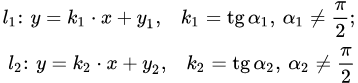 l₁: y = k₁ · x + y₁, k₁ = tg α₁, α₁ ≠ π/2;
l₂: y = k₂ · x + y₂, k₂ = tg α₂, α₂ ≠ π/2